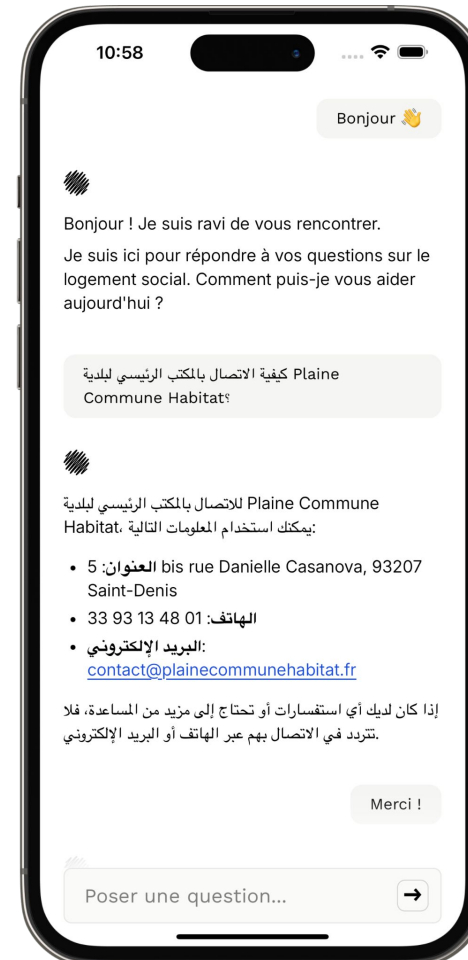 10:58
Bonjour 👋
Bonjour ! Je suis ravi de vous rencontrer.
Je suis ici pour répondre à vos questions sur le
logement social. Comment puis-je vous aider
aujourd'hui ?
كيفية الاتصال بالمكتب الرئيسي لبلدية Plaine
Commune Habitat؟
للاتصال بالمكتب الرئيسي لبلدية Plaine Commune
Habitat، يمكنك استخدام المعلومات التالية:
• العنوان: 5 bis rue Danielle Casanova, 93207
Saint-Denis
• الهاتف: 01 48 13 93 33
• البريد الإلكتروني:
contact@plainecommunehabitat.fr
إذا كان لديك أي استفسارات أو تحتاج إلى مزيد من المساعدة، فلا
تتردد في الاتصال بهم عبر الهاتف أو البريد الإلكتروني.
Merci !
Poser une question...